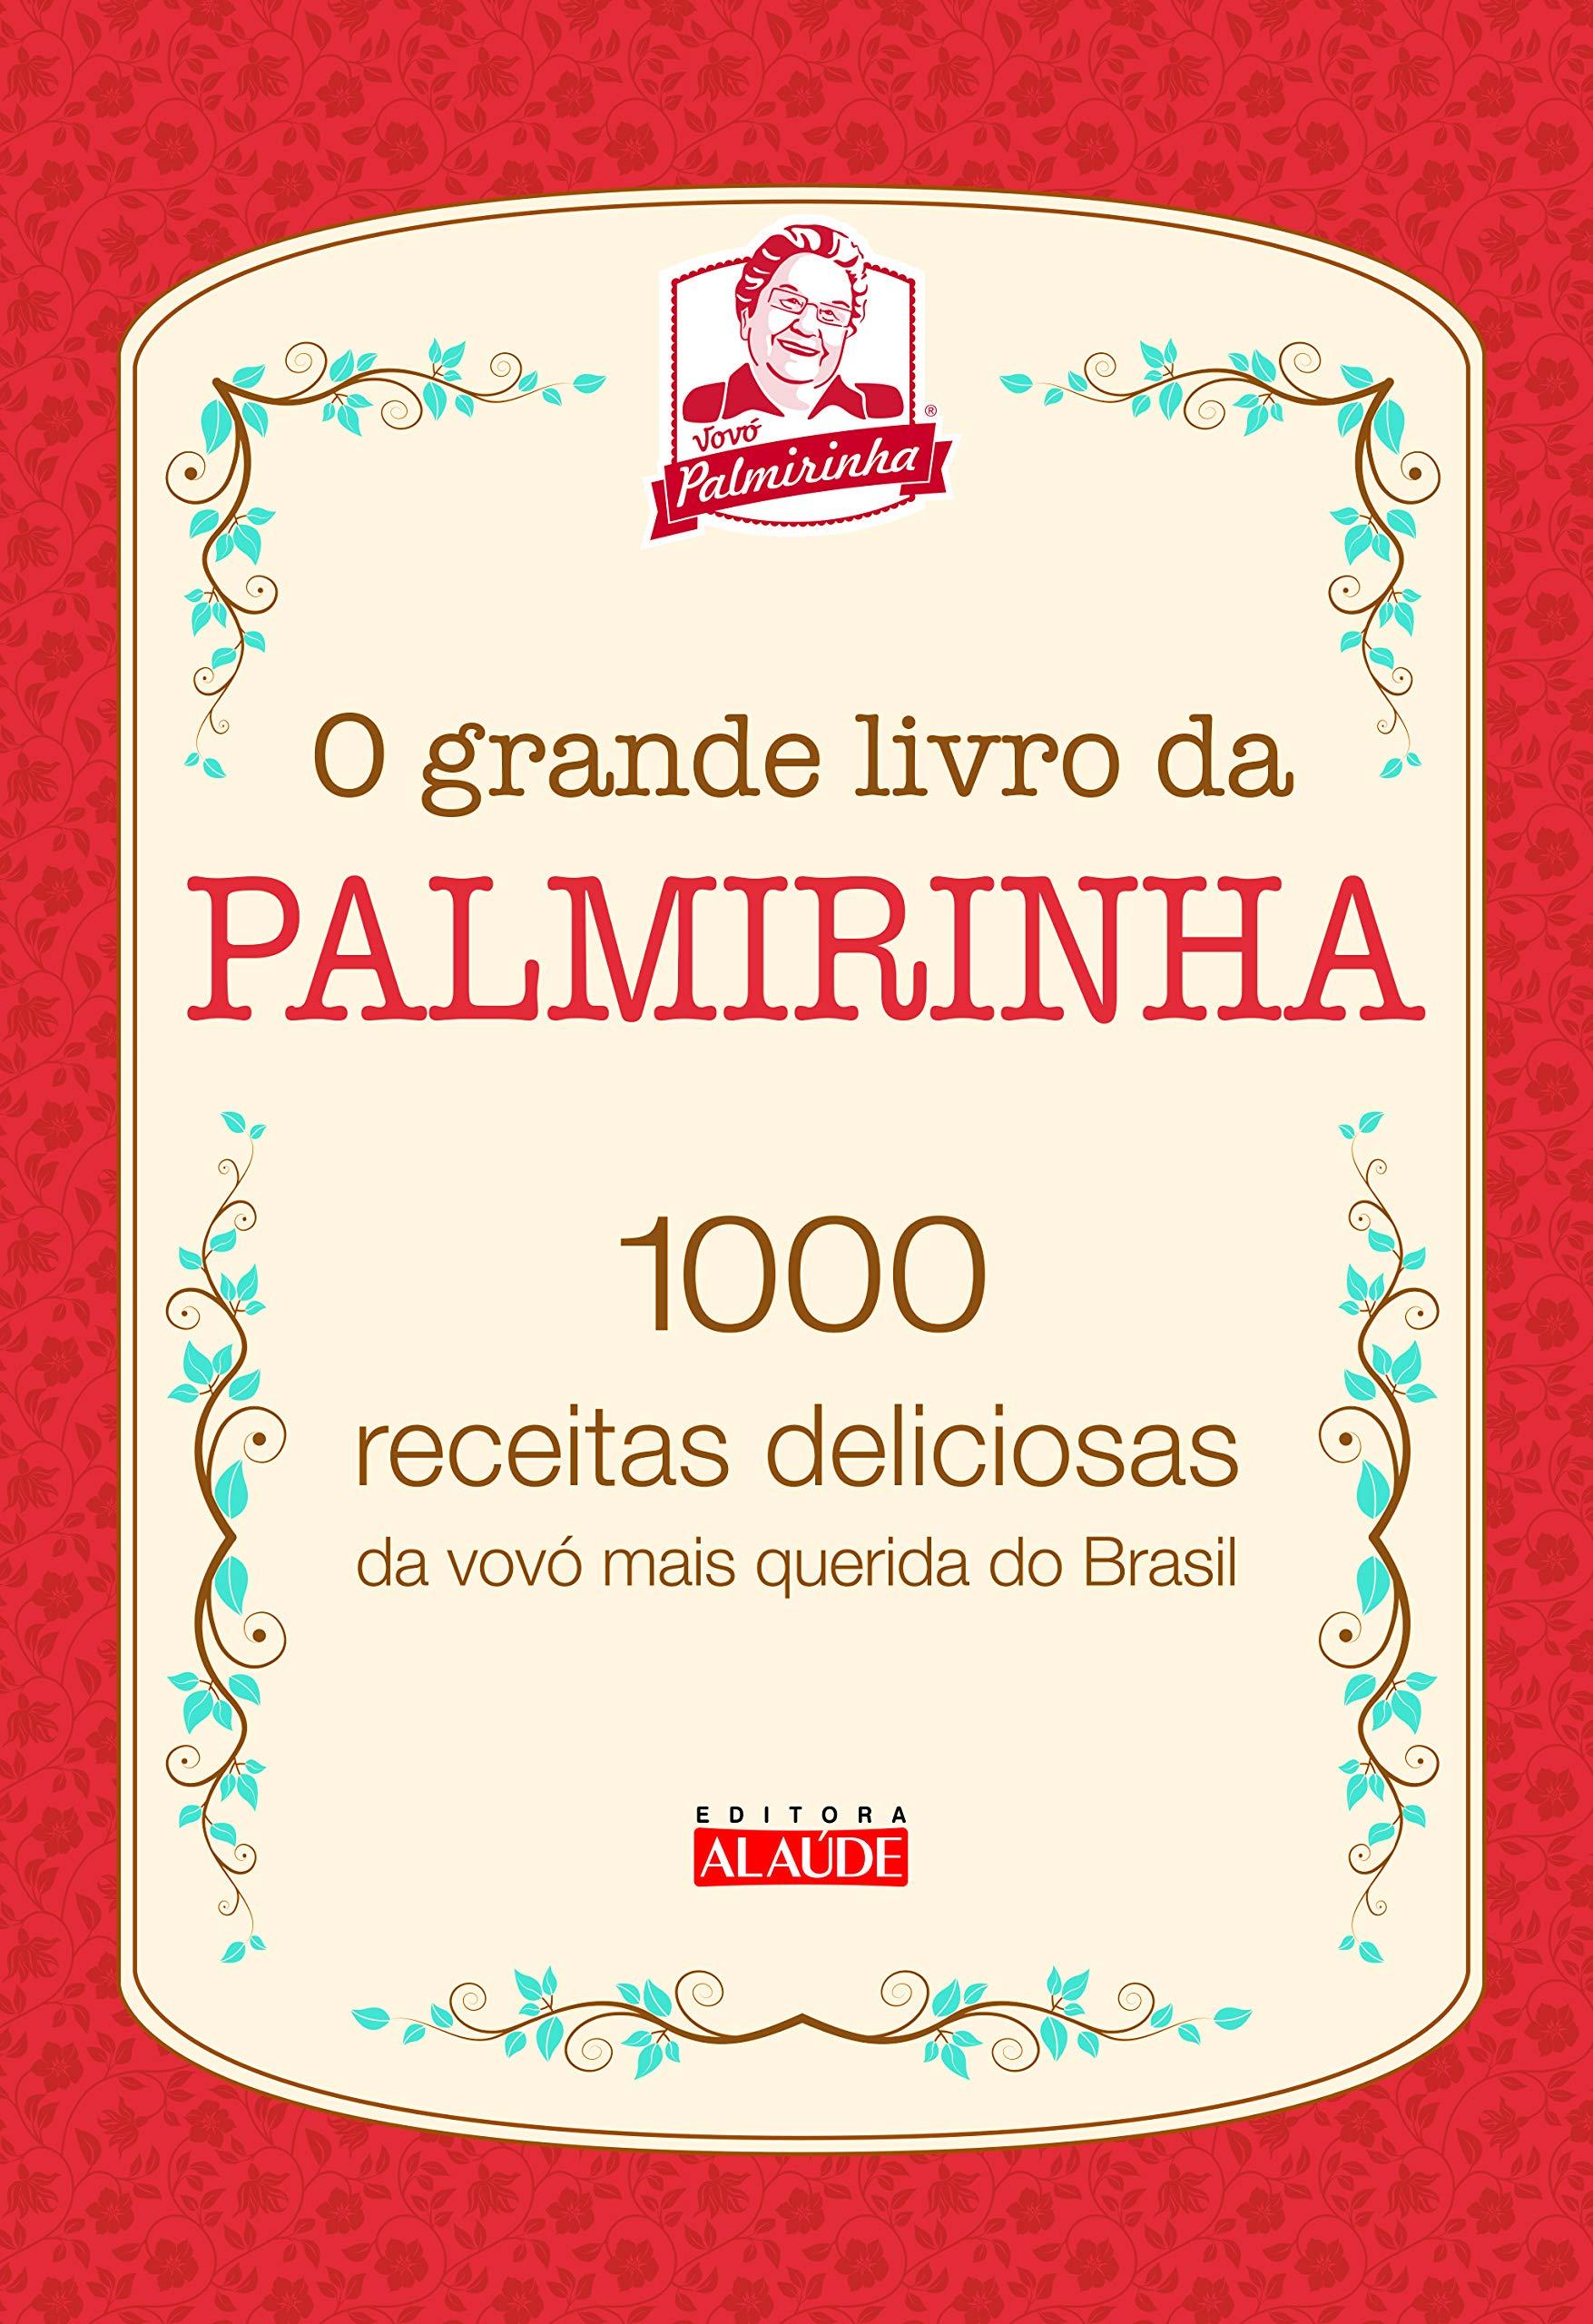 Vovó
Palmirinha
®
O grande livro da
PALMIRINHA
1000
receitas deliciosas
da vovó mais querida do Brasil
EDITORA
ALAÚDE